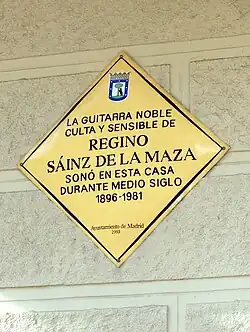 LA GUITARRA NOBLE
CULTA Y SENSIBLE DE
REGINO
SÁINZ DE LA MAZA
SONÓ EN ESTA CASA
DURANTE MEDIO SIGLO
1896-1981
Ayuntamiento de Madrid